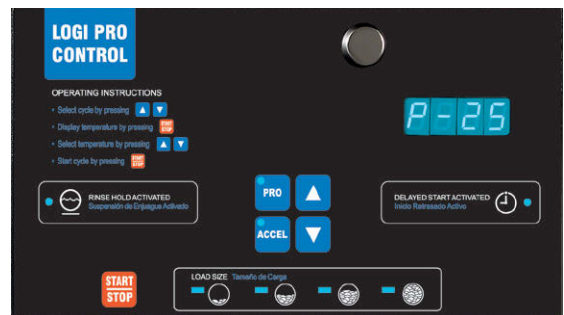 LOGI PRO
CONTROL
OPERATING INSTRUCTIONS
• Select cycle by pressing
• Display temperature by pressing START STOP
• Select temperature by pressing
• Start cycle by pressing START STOP
P-25
RINSE HOLD ACTIVATED
Suspensión de Enjuague Activado
PRO
ACCEL
DELAYED START ACTIVATED
Inicio Retrasado Activo
START
STOP
LOAD SIZE Tamaño de Carga